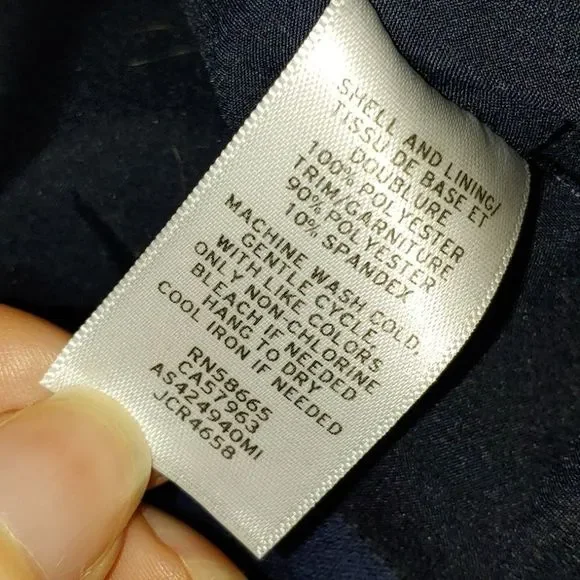 SHELL AND LINING/
TISSU DE BASE ET
DOUBLURE
100% POLYESTER
TRIM/GARNITURE
90% POLYESTER
10% SPANDEX
MACHINE WASH COLD,
GENTLE CYCLE,
WITH LIKE COLORS
ONLY NON-CHLORINE
BLEACH IF NEEDED
HANG TO DRY
COOL IRON IF NEEDED
RN58665
CA57963
AS424940MI
JCR4658